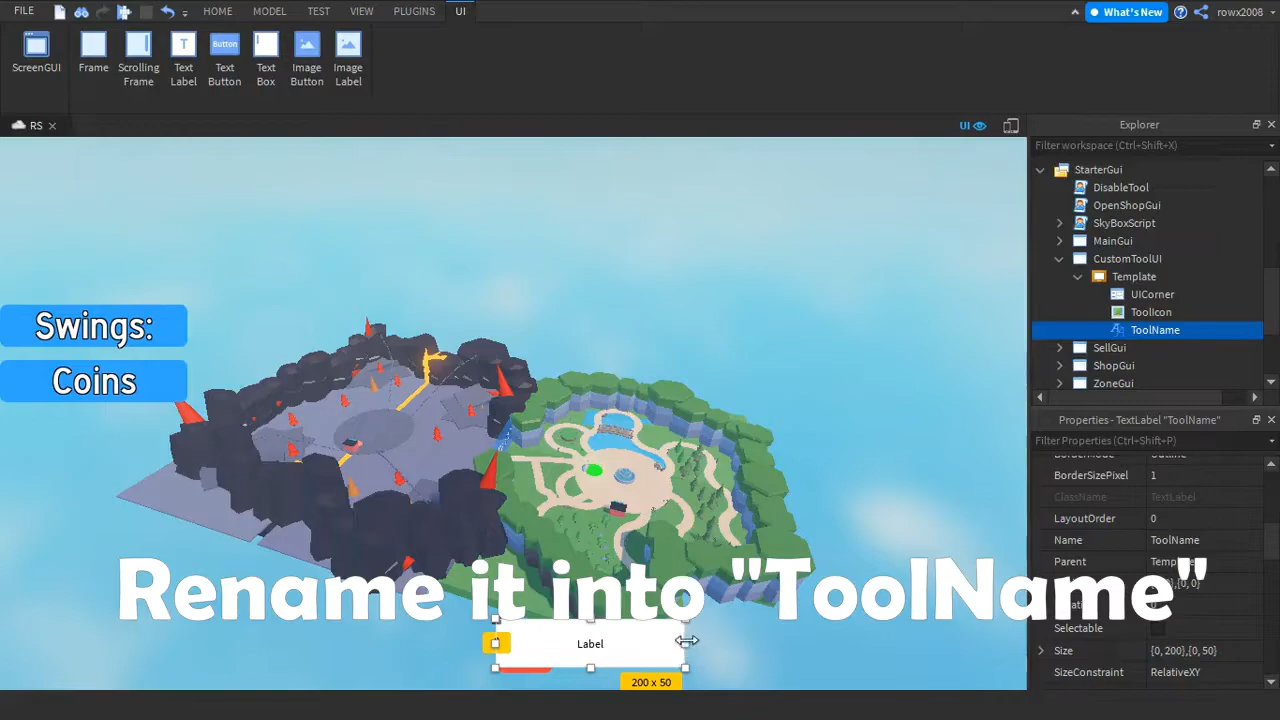 FILE HOME MODEL TEST VIEW PLUGINS UI What's New rowx2008
ScreenGUI Frame Scrolling Frame Text Label Button Text Button Text Box Image Button Image Label
RS UI
Explorer
Filter workspace (Ctrl+Shift+X)
StarterGui
DisableTool
OpenShopGui
SkyBoxScript
MainGui
CustomToolUI
Template
UICorner
ToolIcon
ToolName
SellGui
ShopGui
ZoneGui
Swings:
Coins
Properties - TextLabel "ToolName"
Filter Properties (Ctrl+Shift+P)
BorderSizePixel 1
ClassName TextLabel
LayoutOrder 0
Name ToolName
Parent
Selectable
Size {0, 200},{0, 50}
SizeConstraint RelativeXY
Rename it into "ToolName"
Label
200 x 50